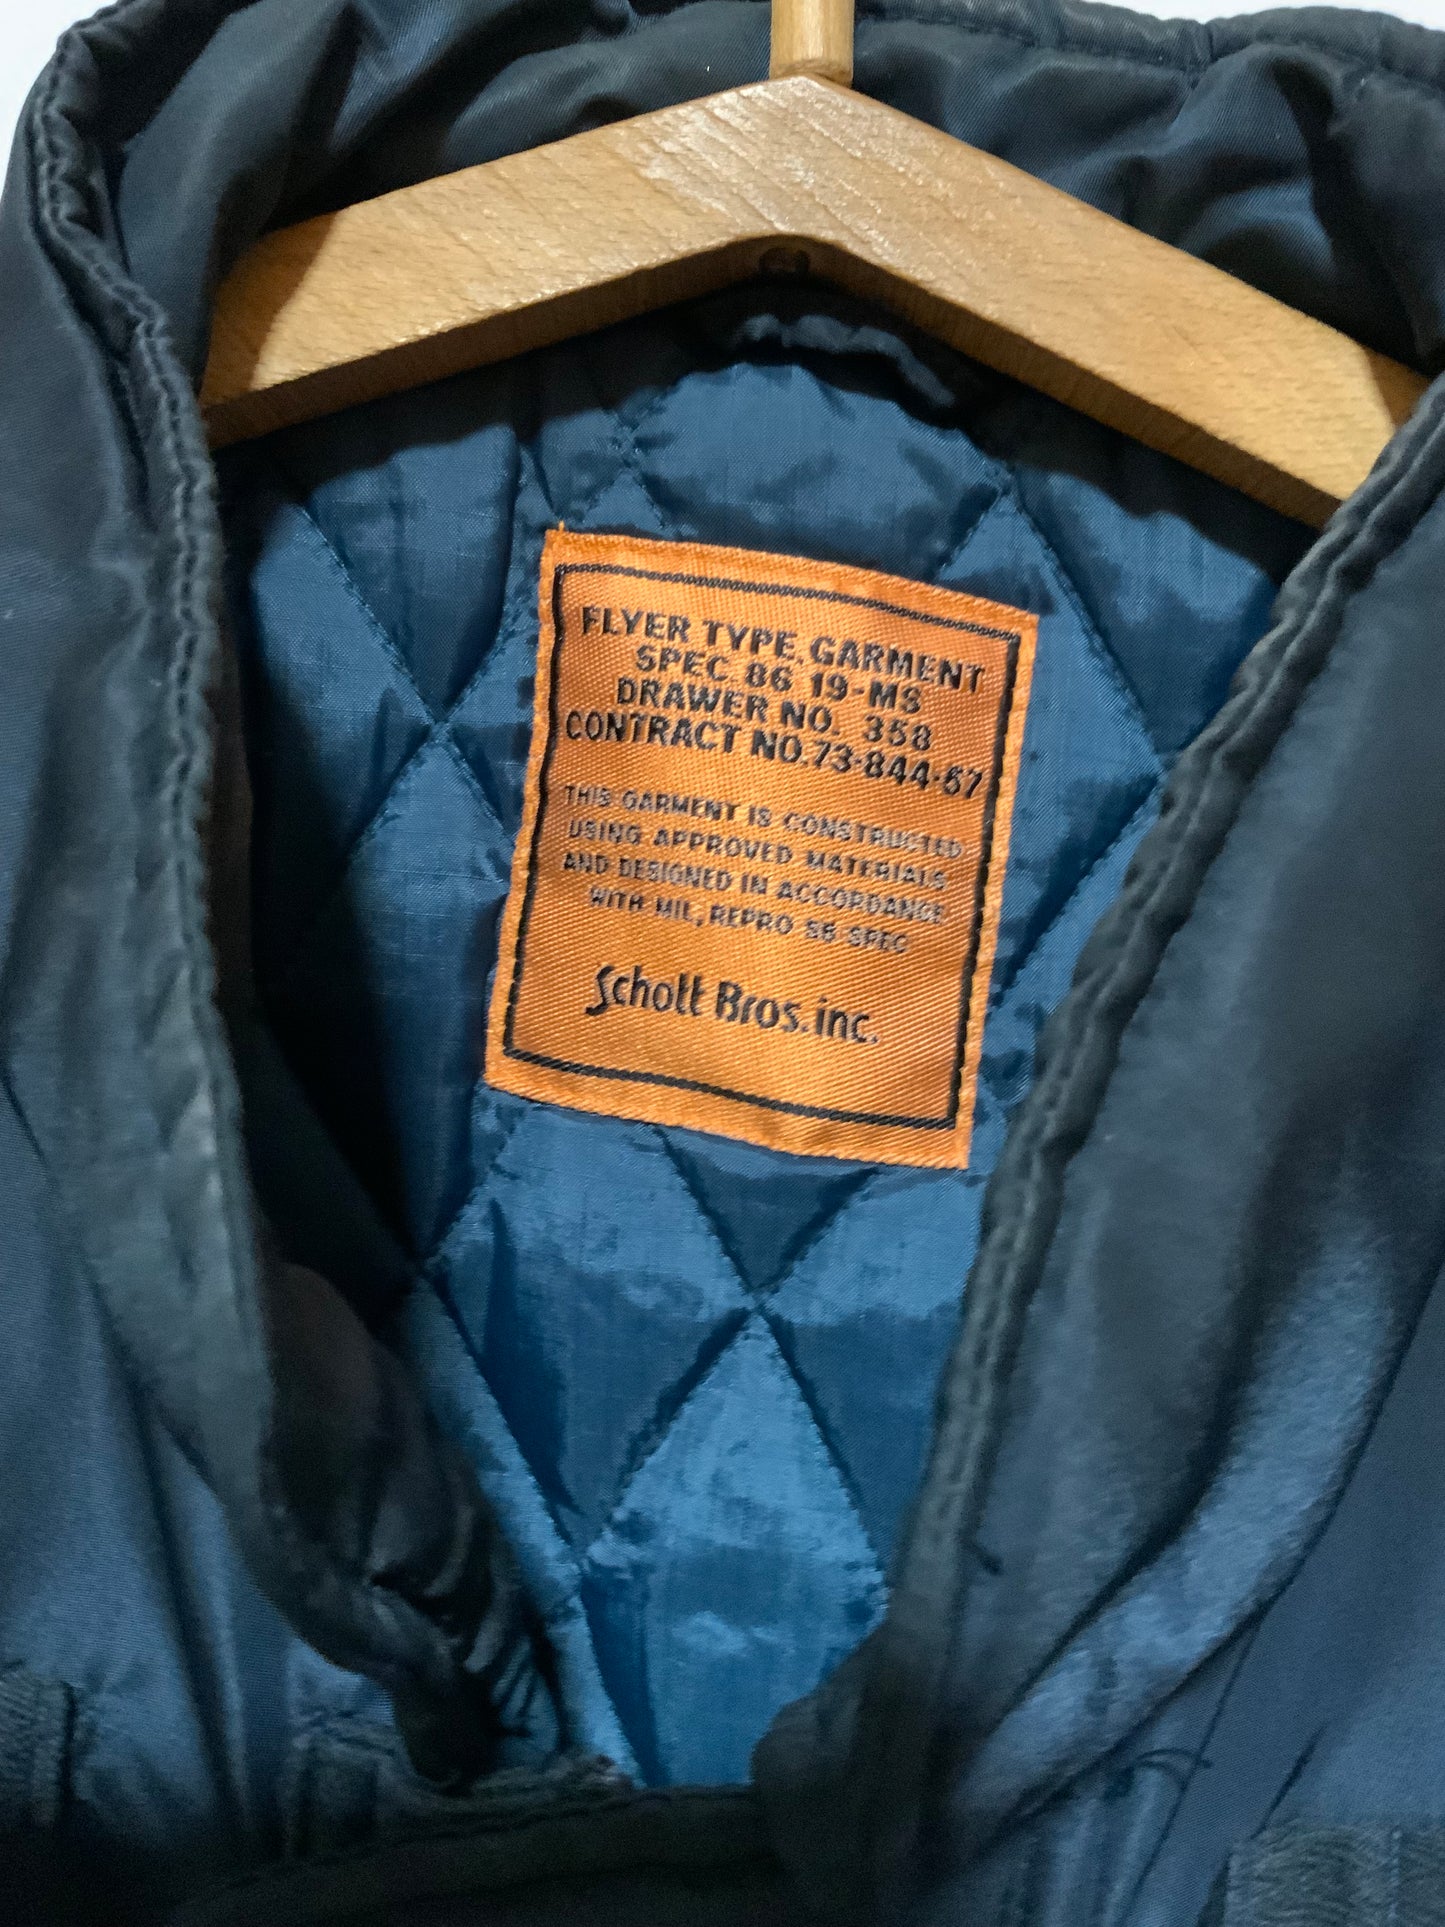 FLYER TYPE, GARMENT
SPEC. 86 19-MS
DRAWER NO. 358
CONTRACT NO. 73-844-67
THIS GARMENT IS CONSTRUCTED
USING APPROVED MATERIALS
AND DESIGNED IN ACCORDANCE
WITH MIL, REPRO SB SPEC
Schott Bros. inc.